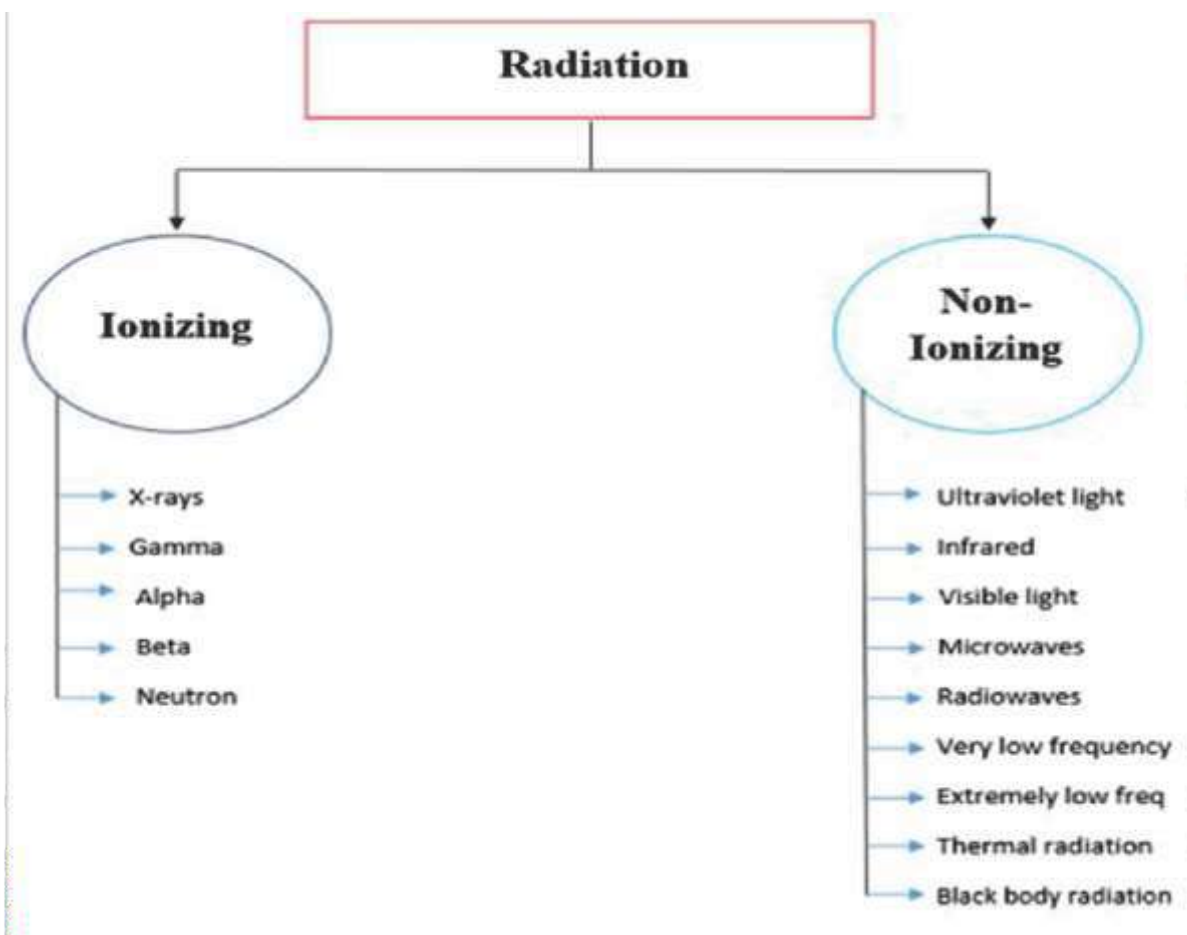 Radiation
Ionizing
X-rays
Gamma
Alpha
Beta
Neutron
Non-
Ionizing
Ultraviolet light
Infrared
Visible light
Microwaves
Radiowaves
Very low frequency
Extremely low freq
Thermal radiation
Black body radiation